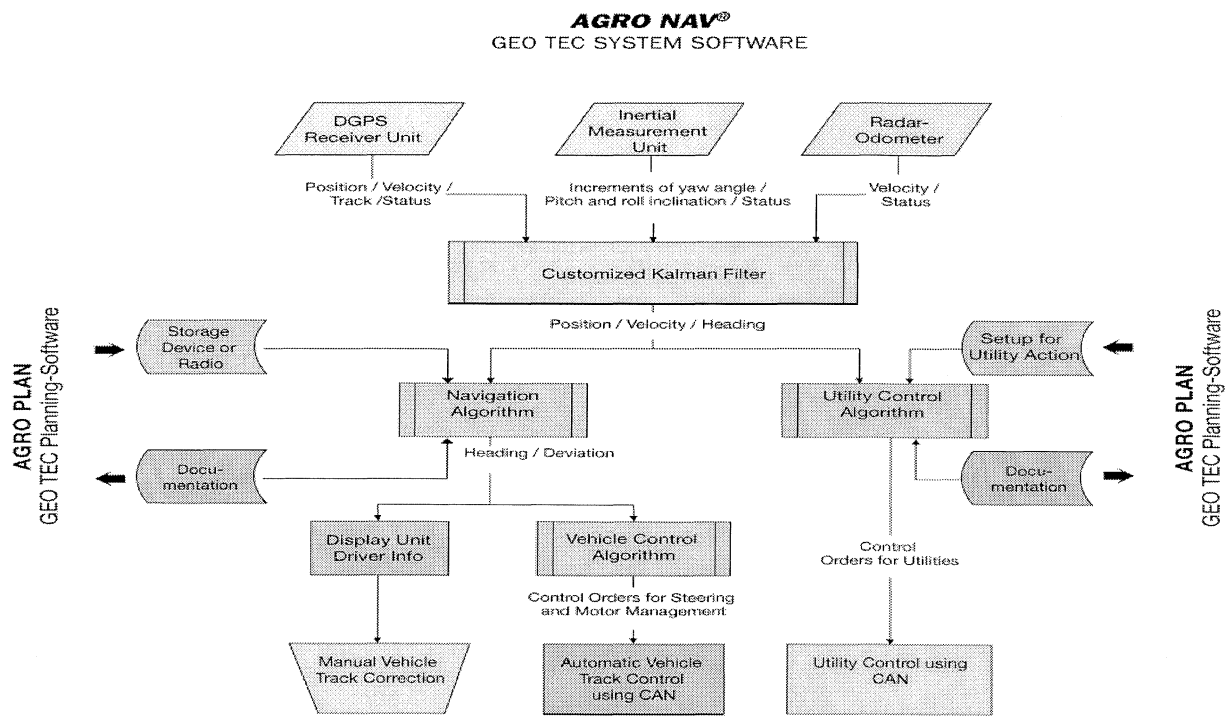 AGRO NAV®
GEO TEC SYSTEM SOFTWARE
DGPS
Receiver Unit
Inertial
Measurement
Unit
Radar-
Odometer
Position / Velocity /
Track /Status
Increments of yaw angle /
Pitch and roll inclination / Status
Velocity /
Status
Customized Kalman Filter
Position / Velocity / Heading
AGRO PLAN
GEO TEC Planning-Software
Storage
Device or
Radio
Setup for
Utility Action
AGRO PLAN
GEO TEC Planning-Software
Navigation
Algorithm
Utility Control
Algorithm
Heading / Deviation
Docu-
mentation
Docu-
mentation
Display Unit
Driver Info
Vehicle Control
Algorithm
Control
Orders for Utilities
Control Orders for Steering
and Motor Management
Manual Vehicle
Track Correction
Automatic Vehicle
Track Control
using CAN
Utility Control using
CAN